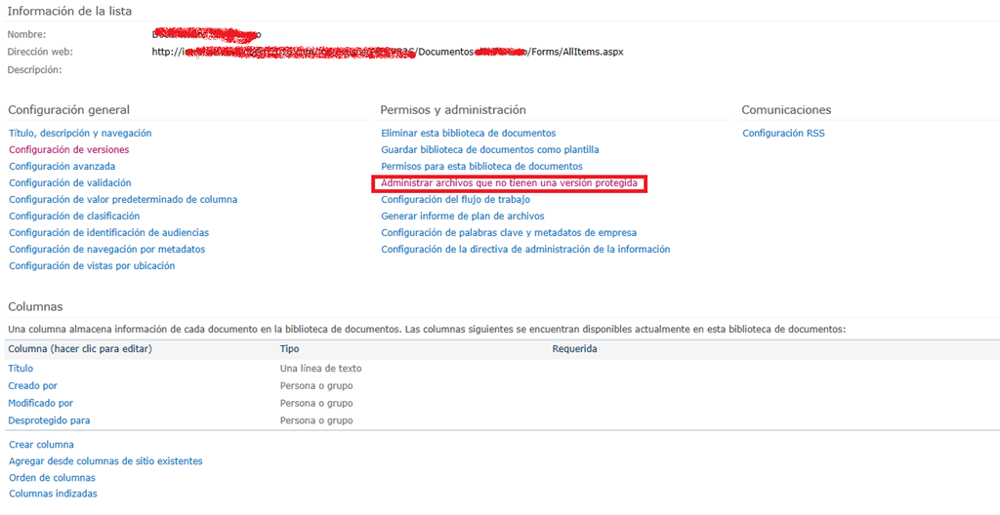 Información de la lista
Nombre:
Dirección web: http:// /Documentos /Forms/AllItems.aspx
Descripción:
Configuración general
Título, descripción y navegación
Configuración de versiones
Configuración avanzada
Configuración de validación
Configuración de valor predeterminado de columna
Configuración de clasificación
Configuración de identificación de audiencias
Configuración de navegación por metadatos
Configuración de vistas por ubicación
Permisos y administración
Eliminar esta biblioteca de documentos
Guardar biblioteca de documentos como plantilla
Permisos para esta biblioteca de documentos
Administrar archivos que no tienen una versión protegida
Configuración del flujo de trabajo
Generar informe de plan de archivos
Configuración de palabras clave y metadatos de empresa
Configuración de la directiva de administración de la información
Comunicaciones
Configuración RSS
Columnas
Una columna almacena información de cada documento en la biblioteca de documentos. Las columnas siguientes se encuentran disponibles actualmente en esta biblioteca de documentos:
Columna (hacer clic para editar) Tipo Requerida
Título Una línea de texto
Creado por Persona o grupo
Modificado por Persona o grupo
Desprotegido para Persona o grupo
Crear columna
Agregar desde columnas de sitio existentes
Orden de columnas
Columnas indizadas